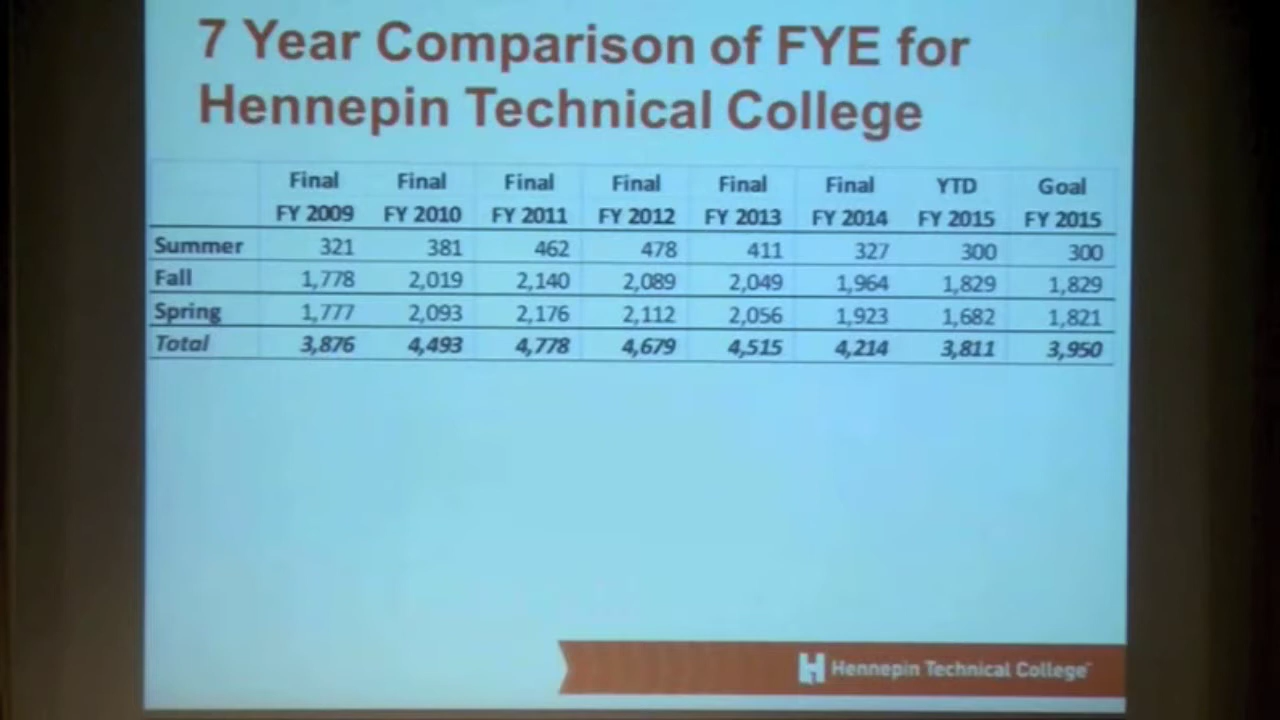 7 Year Comparison of FYE for
Hennepin Technical College
Final Final Final Final Final Final YTD Goal
FY 2009 FY 2010 FY 2011 FY 2012 FY 2013 FY 2014 FY 2015 FY 2015
Summer 321 381 462 478 411 327 300 300
Fall 1,778 2,019 2,140 2,089 2,049 1,964 1,829 1,829
Spring 1,777 2,093 2,176 2,112 2,056 1,923 1,682 1,821
Total 3,876 4,493 4,778 4,679 4,515 4,214 3,811 3,950
H Hennepin Technical College